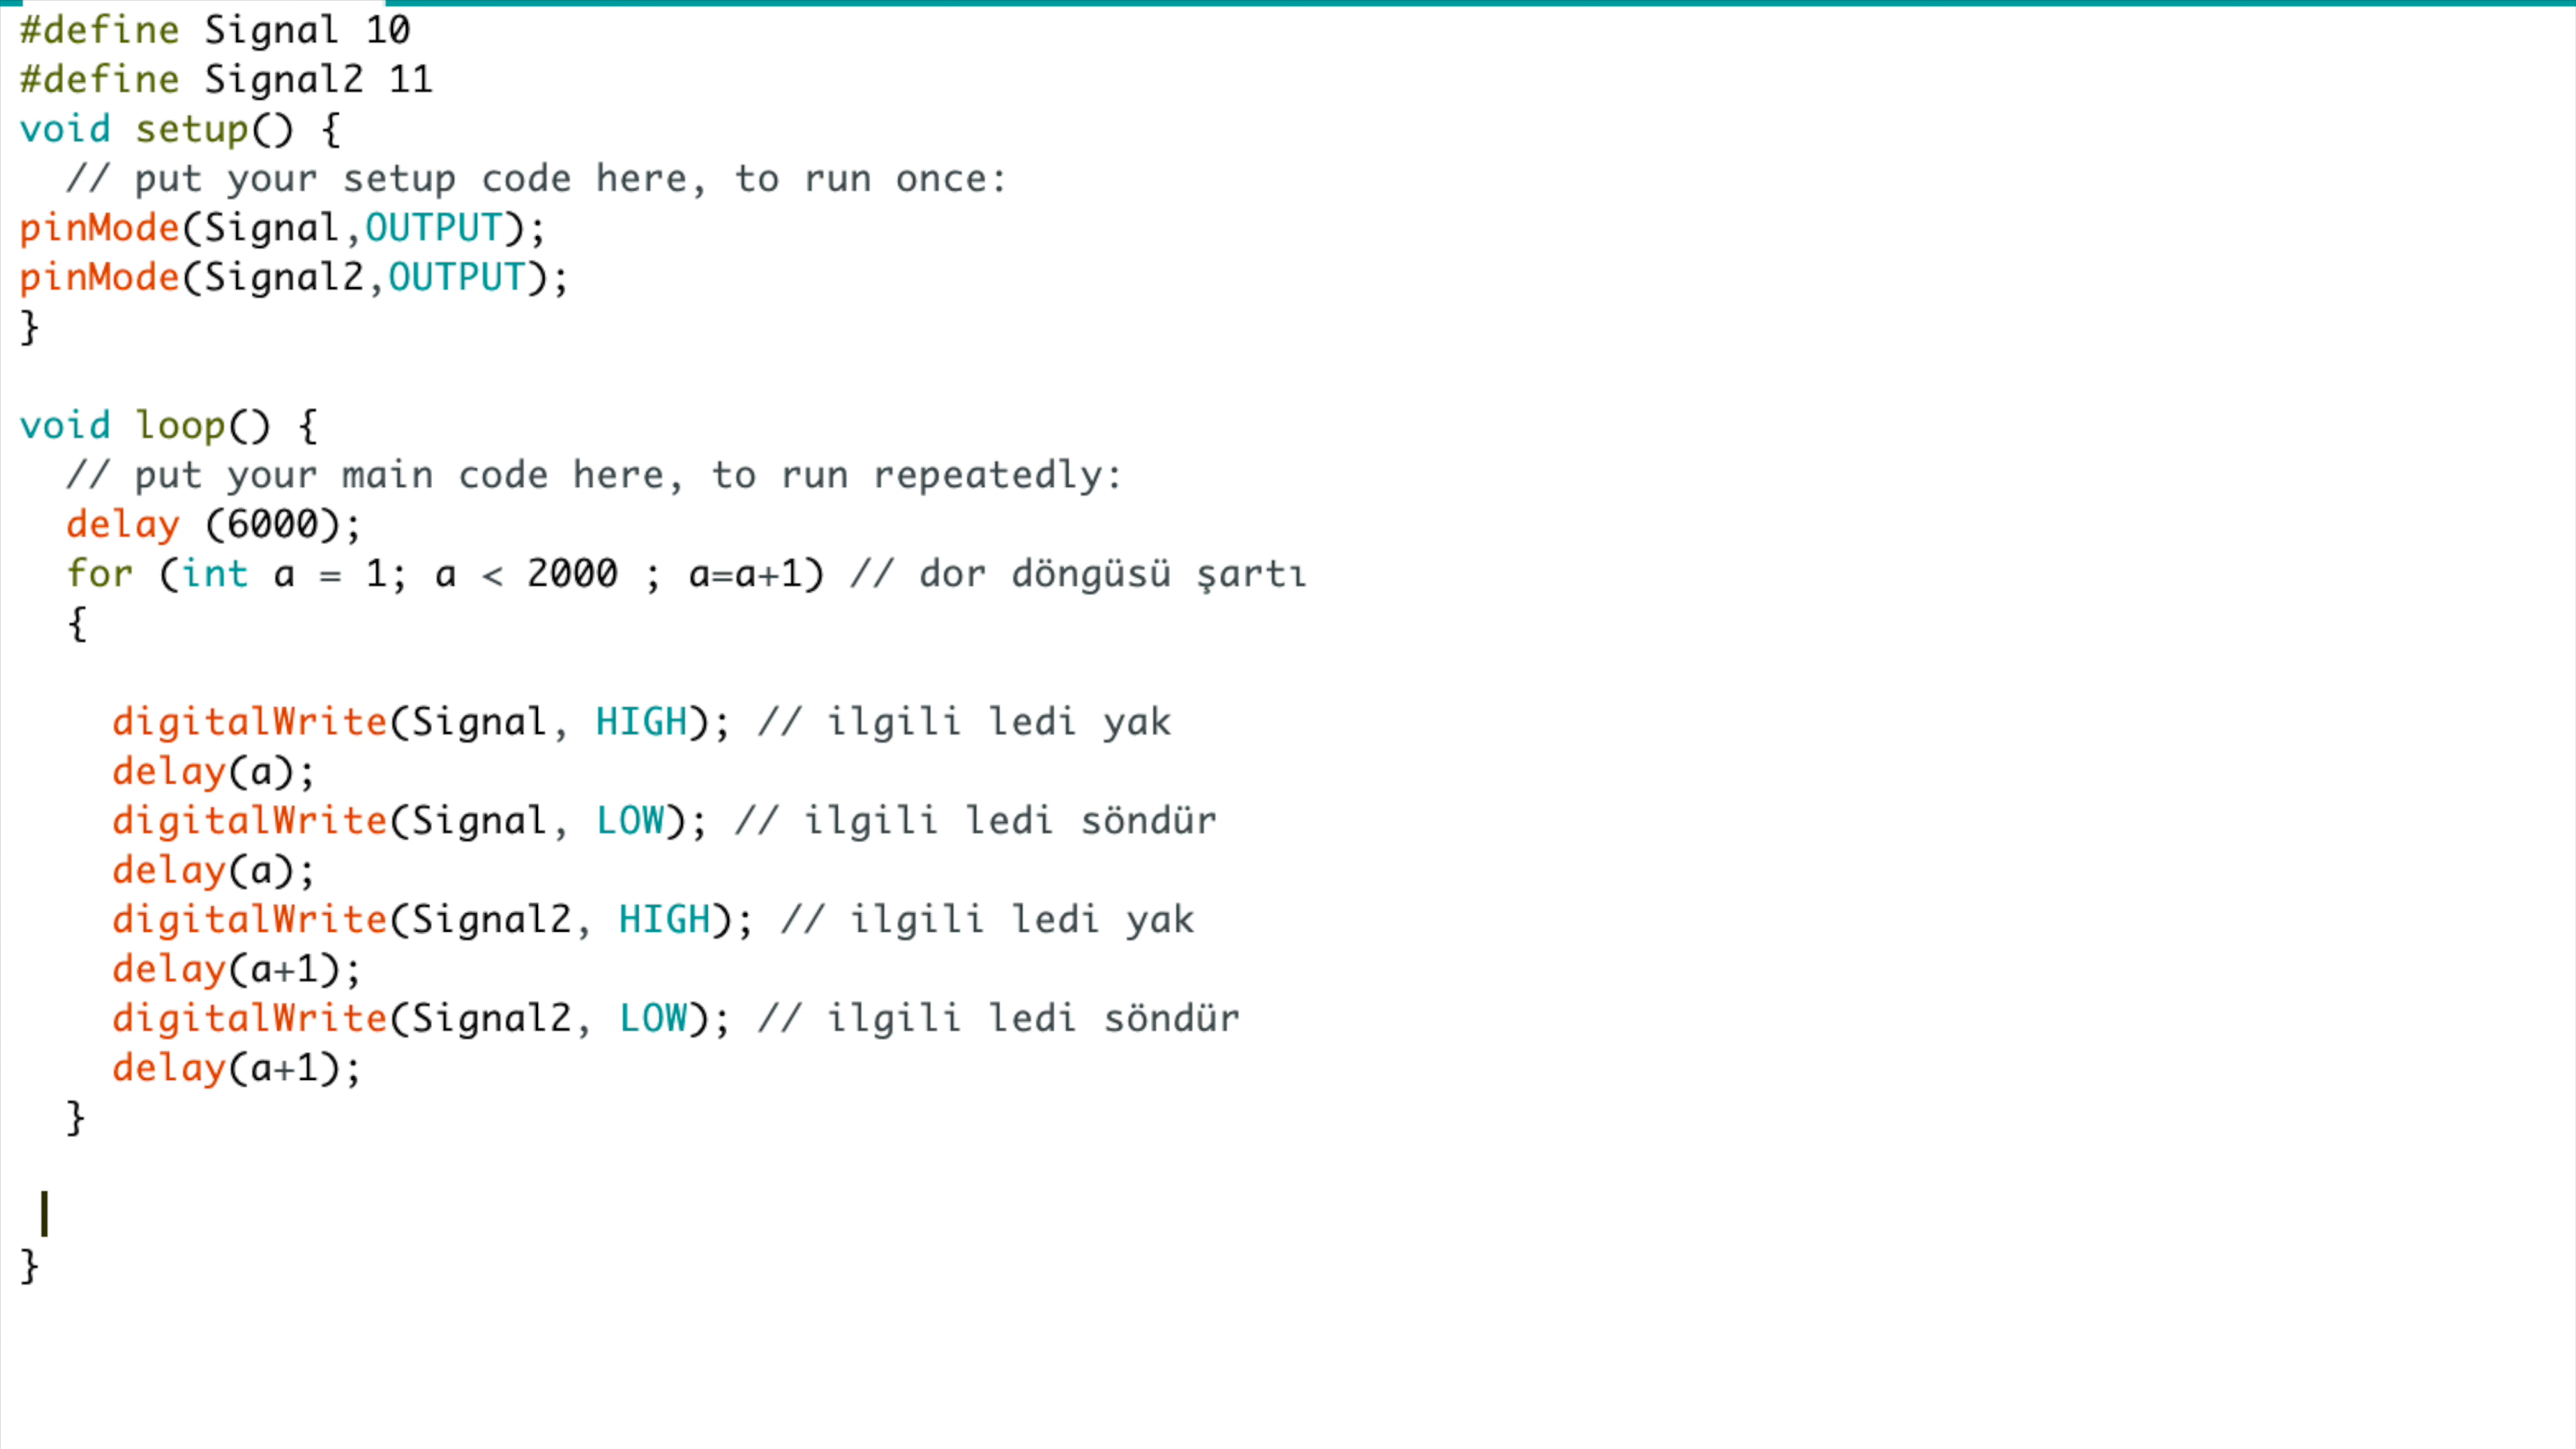 #define Signal 10
#define Signal2 11
void setup() {
  // put your setup code here, to run once:
pinMode(Signal,OUTPUT);
pinMode(Signal2,OUTPUT);
}

void loop() {
  // put your main code here, to run repeatedly:
  delay (6000);
  for (int a = 1; a < 2000 ; a=a+1) // dor döngüsü şartı
  {

    digitalWrite(Signal, HIGH); // ilgili ledi yak
    delay(a);
    digitalWrite(Signal, LOW); // ilgili ledi söndür
    delay(a);
    digitalWrite(Signal2, HIGH); // ilgili ledi yak
    delay(a+1);
    digitalWrite(Signal2, LOW); // ilgili ledi söndür
    delay(a+1);
  }

}